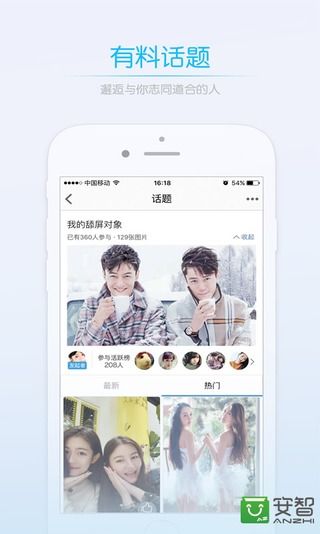 有料话题
邂逅与你志同道合的人
中国移动
16:18
54%
话题
我的舔屏对象
已有360人参与·129张图片
收起
发起者
参与活跃榜
208人
最新
热门
安智
ANZHI
AZ